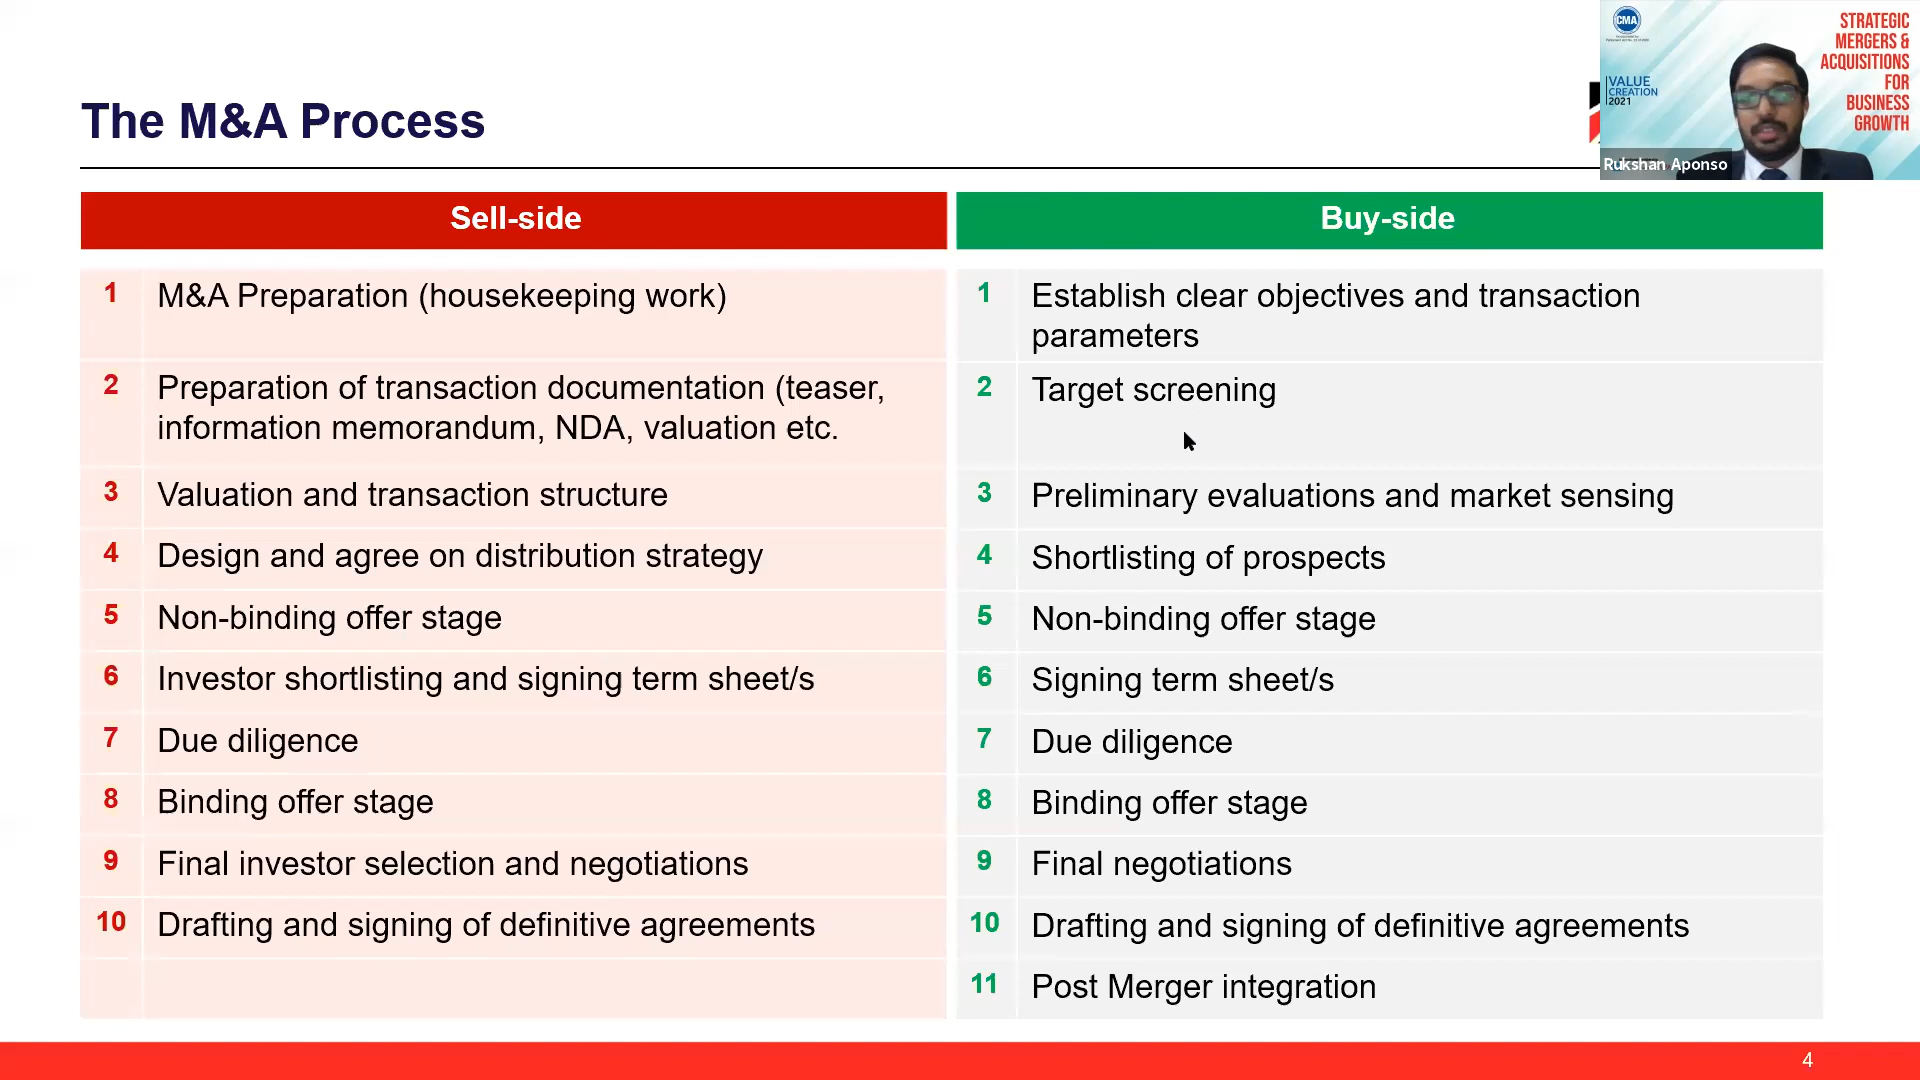 The M&A Process
CMA
VALUE
CREATION
2021
STRATEGIC
MERGERS &
ACQUISITIONS
FOR
BUSINESS
GROWTH
Rukshan Aponso
Sell-side
1 M&A Preparation (housekeeping work)
2 Preparation of transaction documentation (teaser,
information memorandum, NDA, valuation etc.
3 Valuation and transaction structure
4 Design and agree on distribution strategy
5 Non-binding offer stage
6 Investor shortlisting and signing term sheet/s
7 Due diligence
8 Binding offer stage
9 Final investor selection and negotiations
10 Drafting and signing of definitive agreements
Buy-side
1 Establish clear objectives and transaction
parameters
2 Target screening
3 Preliminary evaluations and market sensing
4 Shortlisting of prospects
5 Non-binding offer stage
6 Signing term sheet/s
7 Due diligence
8 Binding offer stage
9 Final negotiations
10 Drafting and signing of definitive agreements
11 Post Merger integration
4